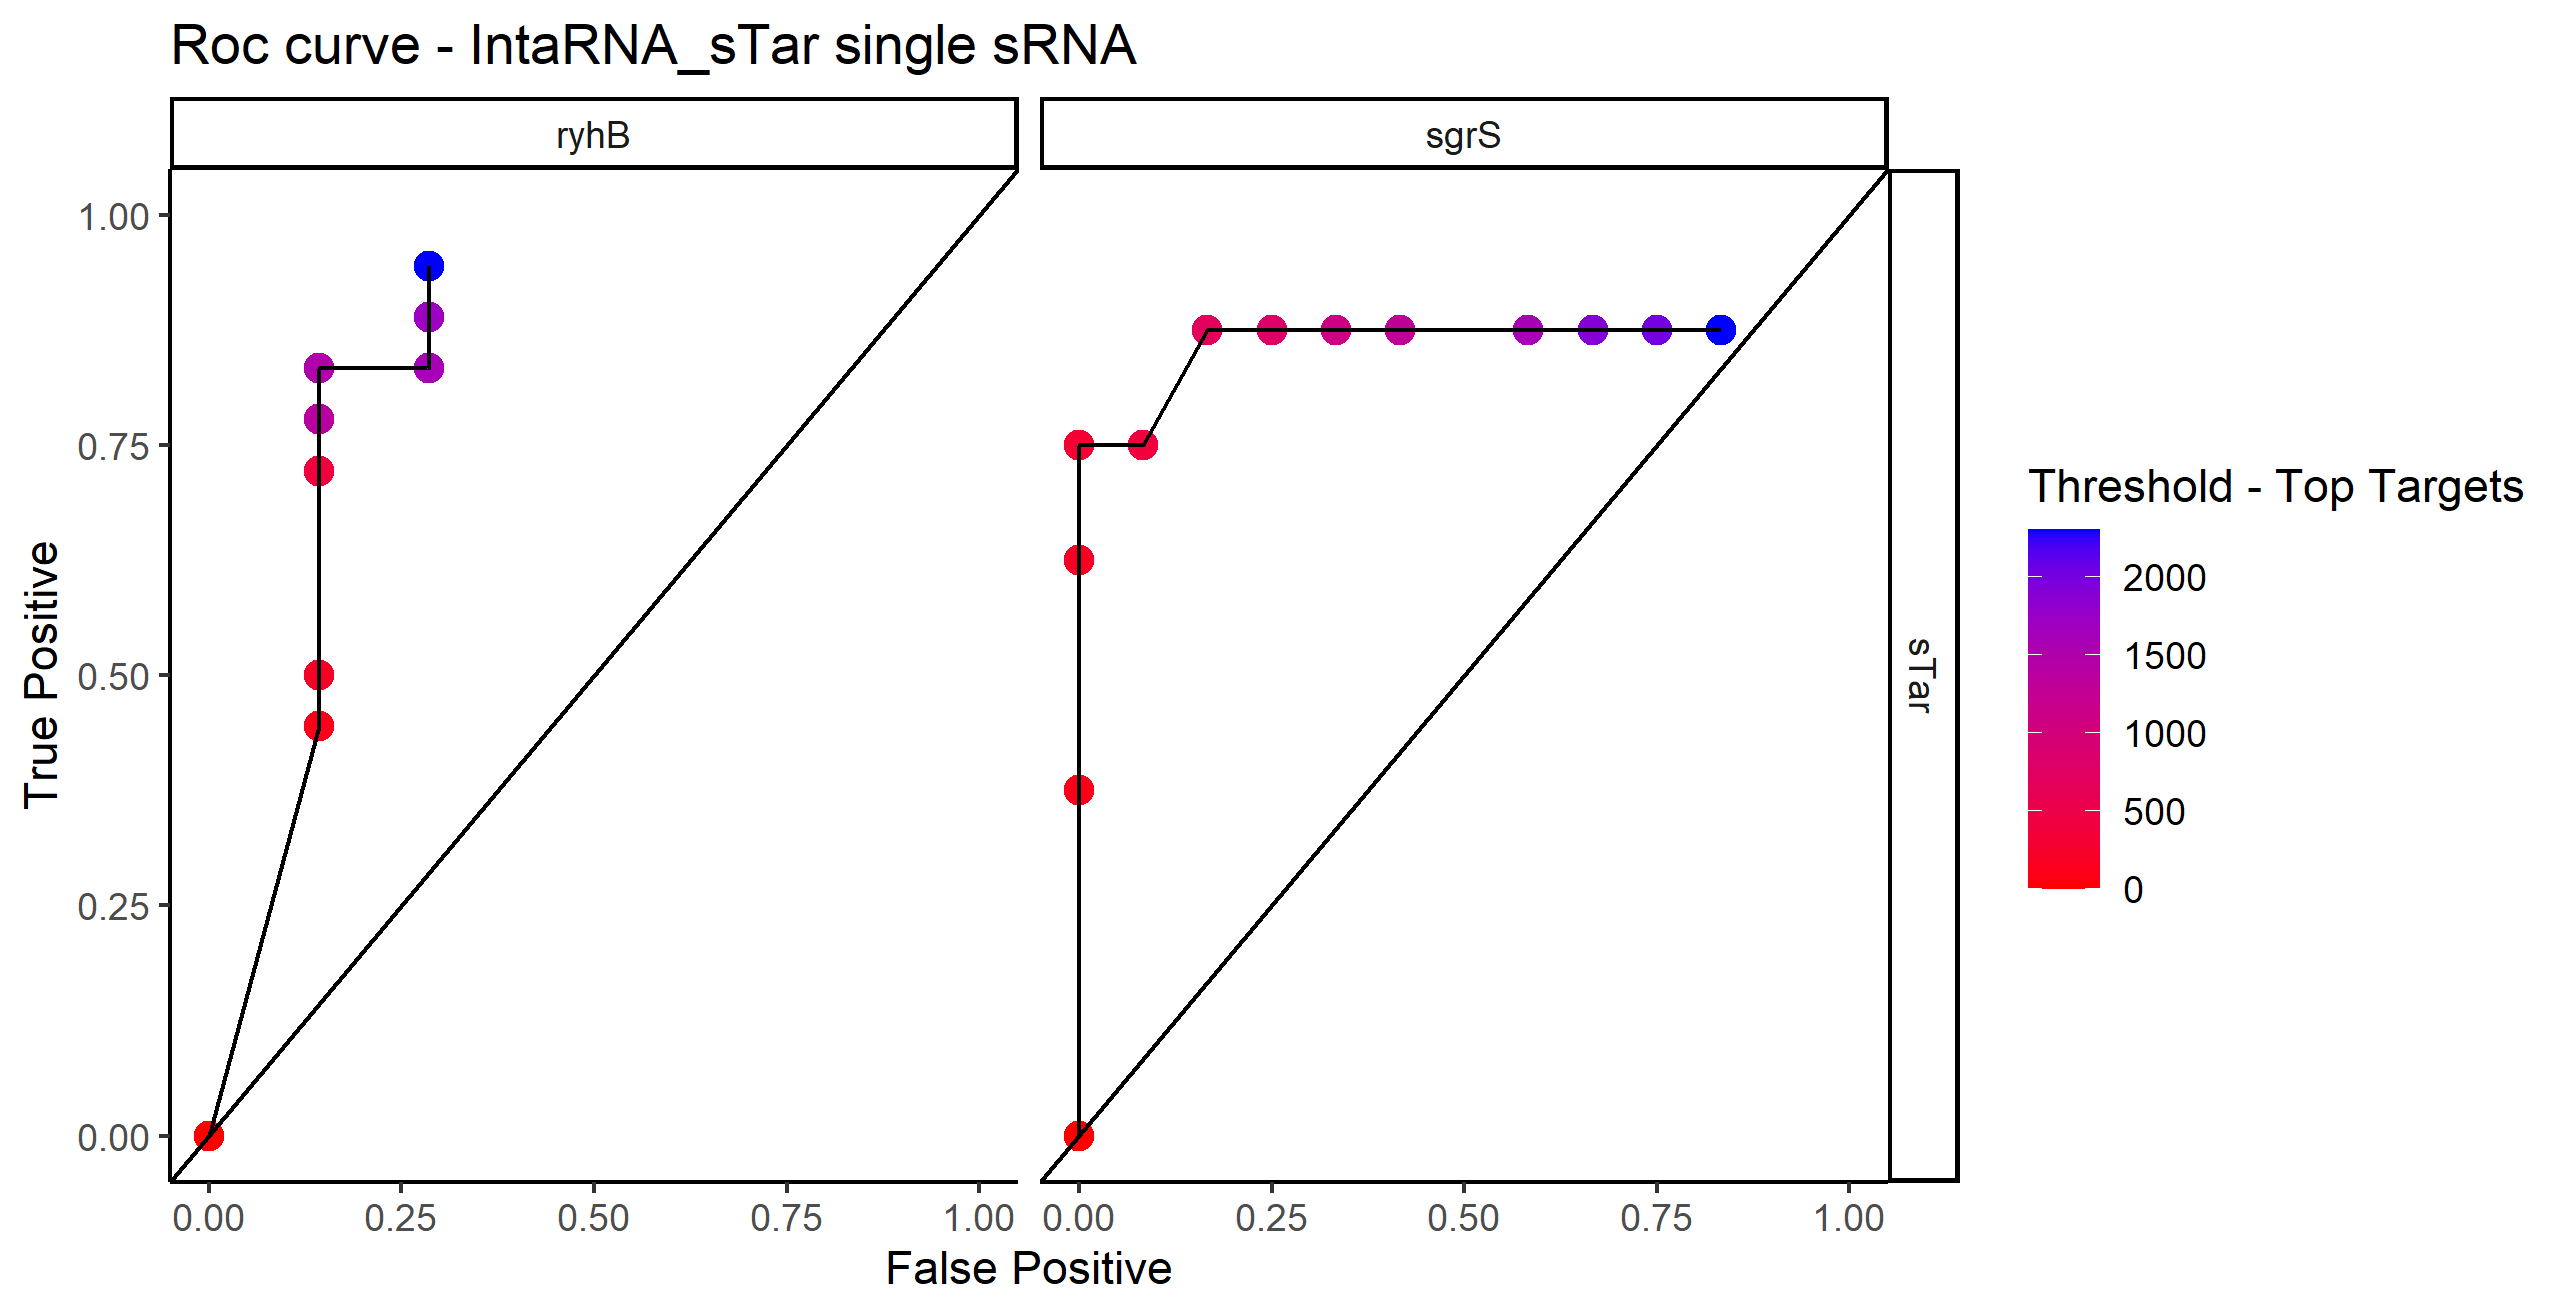 Roc curve - IntaRNA_sTar single sRNA
ryhB
sgrS
sTar
True Positive
1.00
0.75
0.50
0.25
0.00
0.00 0.25 0.50 0.75 1.00
0.00 0.25 0.50 0.75 1.00
False Positive
Threshold - Top Targets
2000
1500
1000
500
0